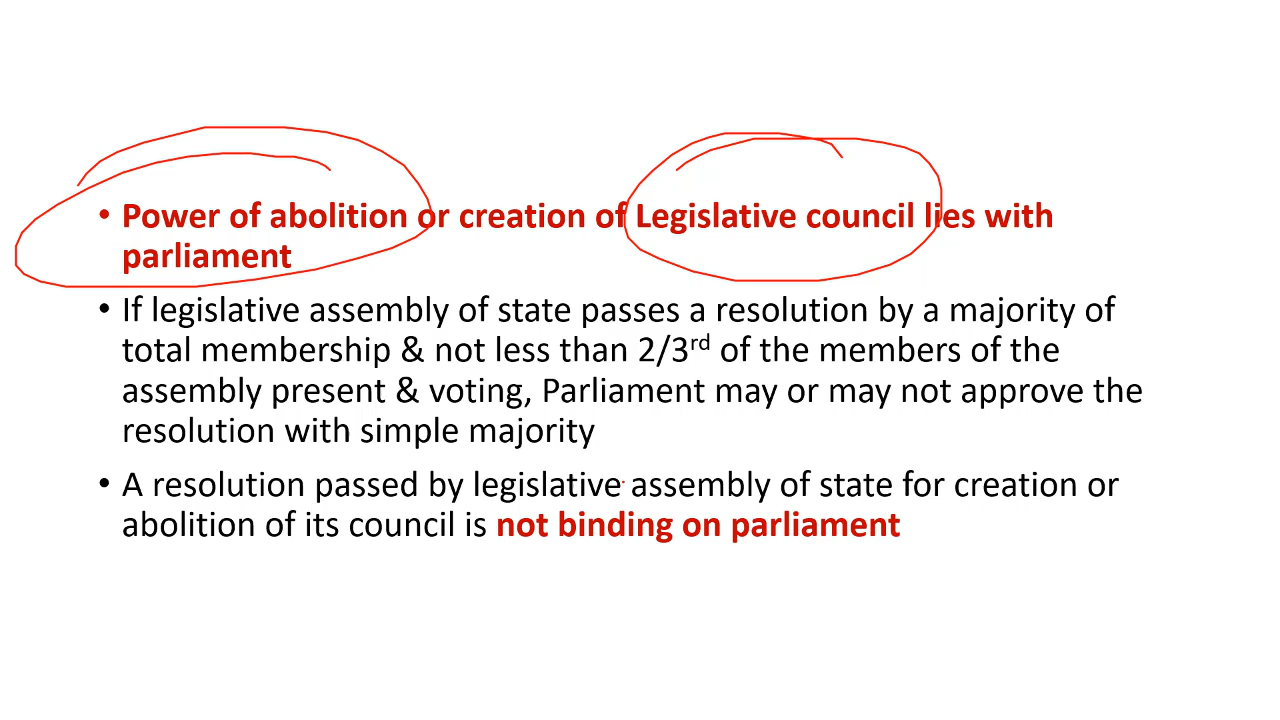 • Power of abolition or creation of Legislative council lies with
parliament
• If legislative assembly of state passes a resolution by a majority of
total membership & not less than 2/3rd of the members of the
assembly present & voting, Parliament may or may not approve the
resolution with simple majority
• A resolution passed by legislative assembly of state for creation or
abolition of its council is not binding on parliament